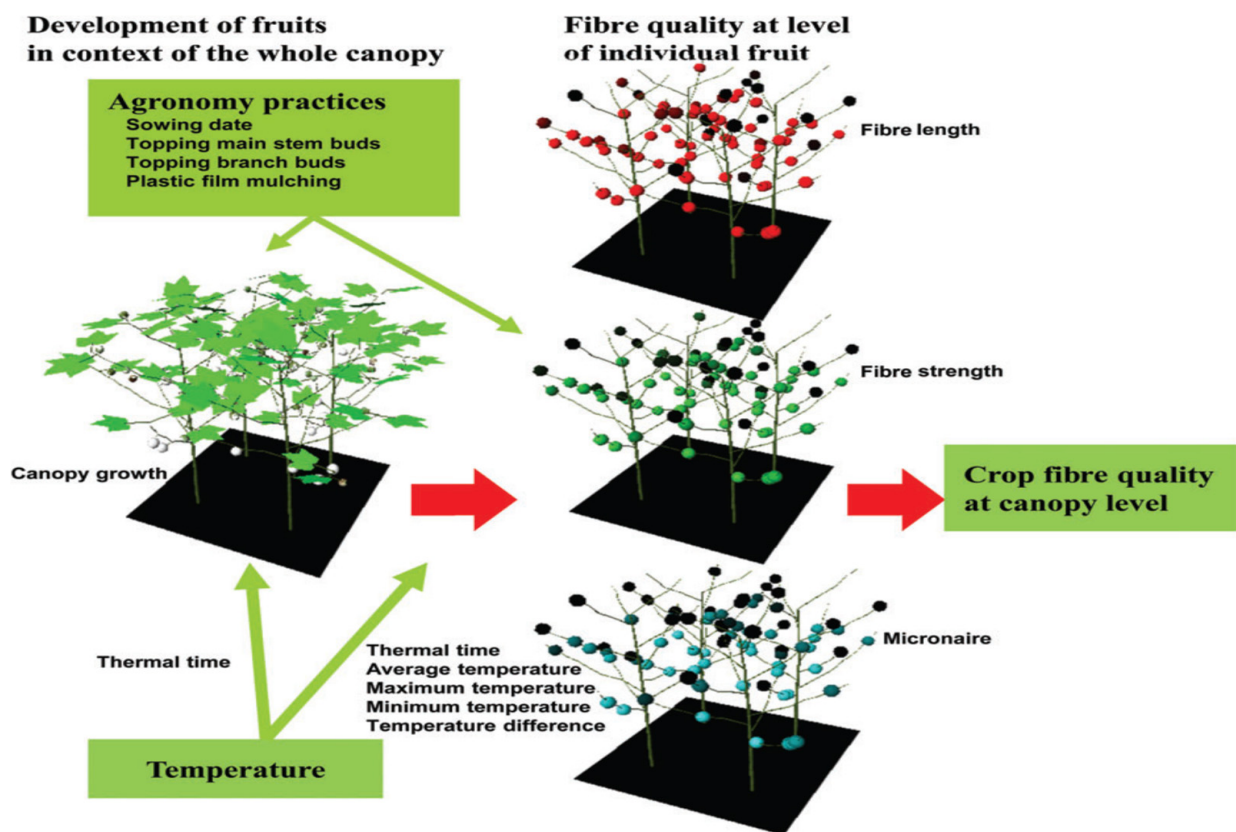 Development of fruits
in context of the whole canopy
Fibre quality at level
of individual fruit
Agronomy practices
Sowing date
Topping main stem buds
Topping branch buds
Plastic film mulching
Fibre length
Fibre strength
Canopy growth
Crop fibre quality
at canopy level
Micronaire
Thermal time
Thermal time
Average temperature
Maximum temperature
Minimum temperature
Temperature difference
Temperature